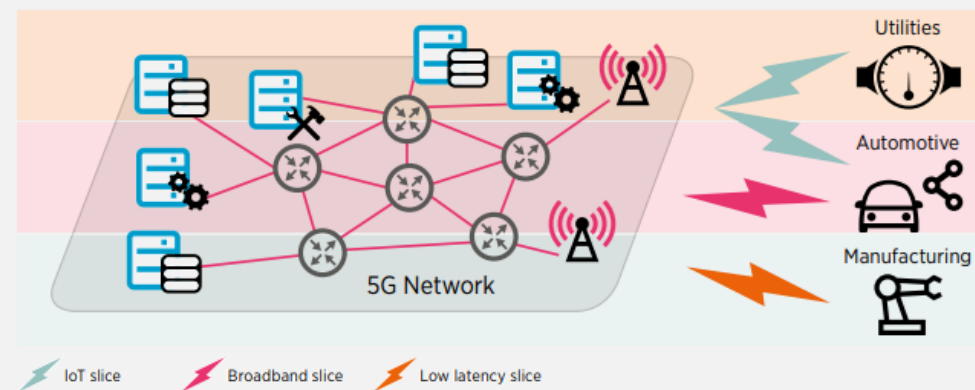 Utilities
Automotive
Manufacturing
5G Network
IoT slice
Broadband slice
Low latency slice